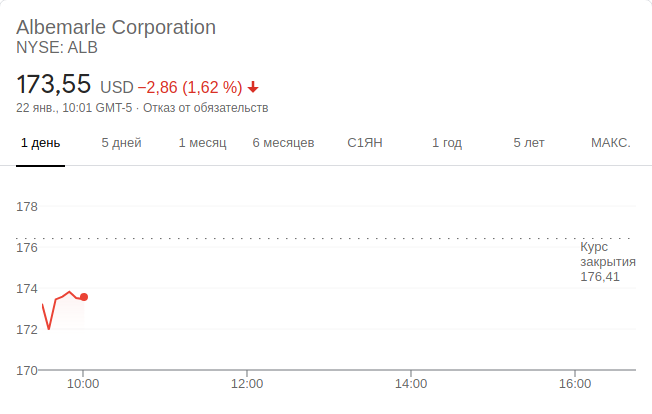 Albemarle Corporation
NYSE: ALB
173,55 USD −2,86 (1,62 %)
22 янв., 10:01 GMT-5 · Отказ от обязательств
1 день 5 дней 1 месяц 6 месяцев С1ЯН 1 год 5 лет МАКС.
178
176
Курс
закрытия
176,41
174
172
170
10:00 12:00 14:00 16:00